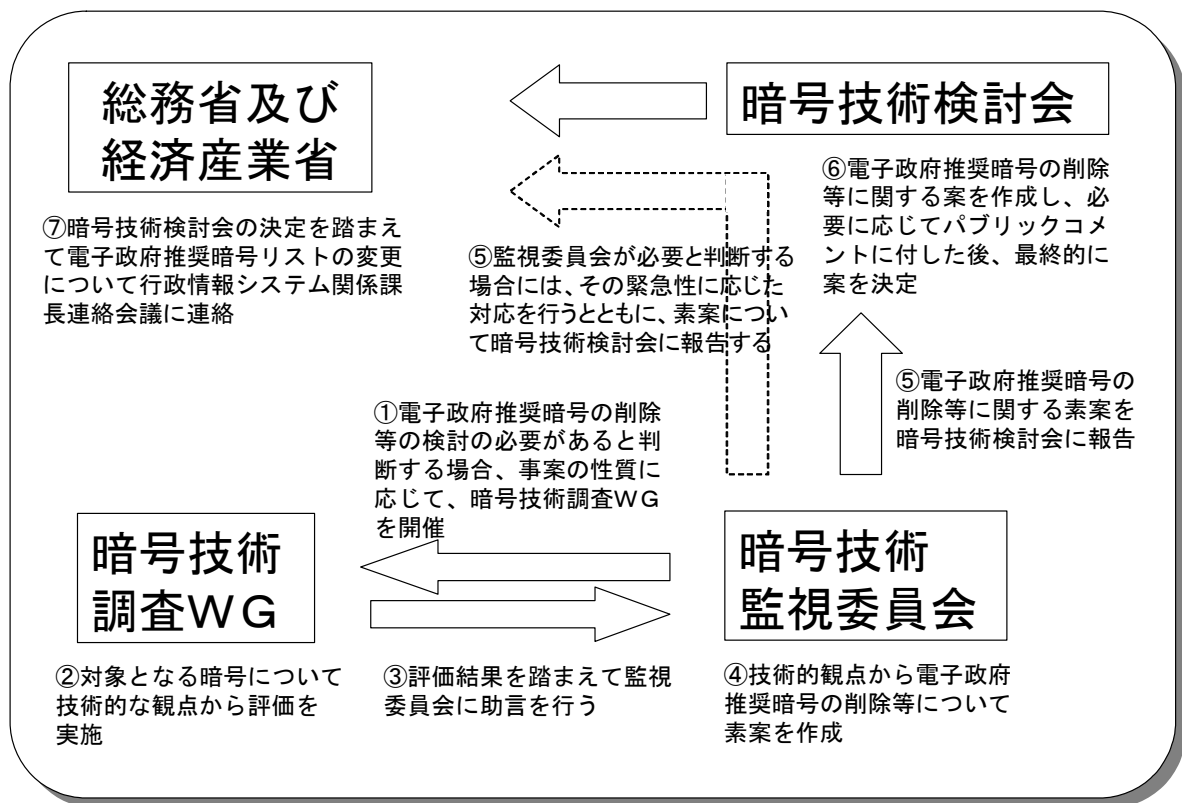 総務省及び
経済産業省
暗号技術検討会
⑥電子政府推奨暗号の削除
等に関する案を作成し、必
要に応じてパブリックコメ
ントに付した後、最終的に
案を決定
⑦暗号技術検討会の決定を踏まえ
て電子政府推奨暗号リストの変更
について行政情報システム関係課
長連絡会議に連絡
⑤監視委員会が必要と判断する
場合には、その緊急性に応じた
対応を行うとともに、素案につい
て暗号技術検討会に報告する
⑤電子政府推奨暗号の
削除等に関する素案を
暗号技術検討会に報告
①電子政府推奨暗号の削除
等の検討の必要があると判
断する場合、事案の性質に
応じて、暗号技術調査WG
を開催
暗号技術
調査WG
暗号技術
監視委員会
②対象となる暗号について
技術的な観点から評価を
実施
③評価結果を踏まえて監視
委員会に助言を行う
④技術的観点から電子政府
推奨暗号の削除等について
素案を作成